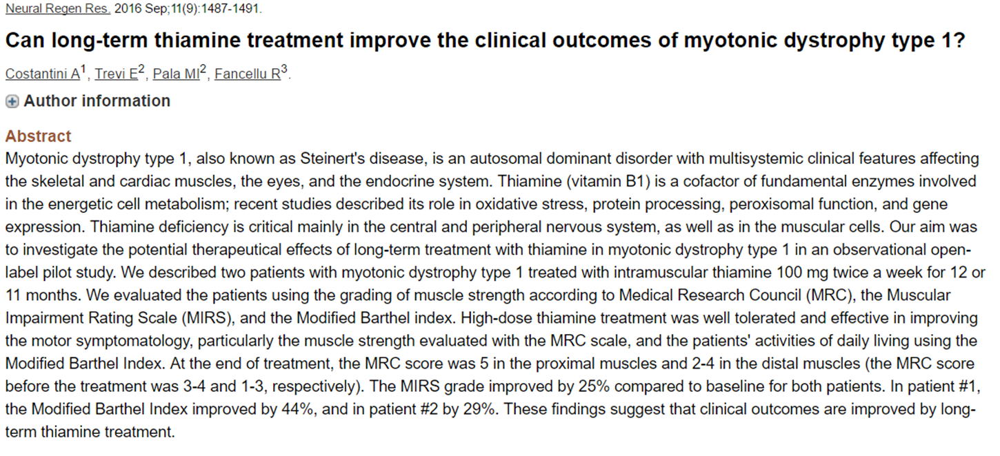 Neural Regen Res. 2016 Sep;11(9):1487-1491.
Can long-term thiamine treatment improve the clinical outcomes of myotonic dystrophy type 1?
Costantini A1, Trevi E2, Pala MI2, Fancellu R3.
Author information
Abstract
Myotonic dystrophy type 1, also known as Steinert's disease, is an autosomal dominant disorder with multisystemic clinical features affecting
the skeletal and cardiac muscles, the eyes, and the endocrine system. Thiamine (vitamin B1) is a cofactor of fundamental enzymes involved
in the energetic cell metabolism; recent studies described its role in oxidative stress, protein processing, peroxisomal function, and gene
expression. Thiamine deficiency is critical mainly in the central and peripheral nervous system, as well as in the muscular cells. Our aim was
to investigate the potential therapeutical effects of long-term treatment with thiamine in myotonic dystrophy type 1 in an observational open-
label pilot study. We described two patients with myotonic dystrophy type 1 treated with intramuscular thiamine 100 mg twice a week for 12 or
11 months. We evaluated the patients using the grading of muscle strength according to Medical Research Council (MRC), the Muscular
Impairment Rating Scale (MIRS), and the Modified Barthel index. High-dose thiamine treatment was well tolerated and effective in improving
the motor symptomatology, particularly the muscle strength evaluated with the MRC scale, and the patients' activities of daily living using the
Modified Barthel Index. At the end of treatment, the MRC score was 5 in the proximal muscles and 2-4 in the distal muscles (the MRC score
before the treatment was 3-4 and 1-3, respectively). The MIRS grade improved by 25% compared to baseline for both patients. In patient #1,
the Modified Barthel Index improved by 44%, and in patient #2 by 29%. These findings suggest that clinical outcomes are improved by long-
term thiamine treatment.